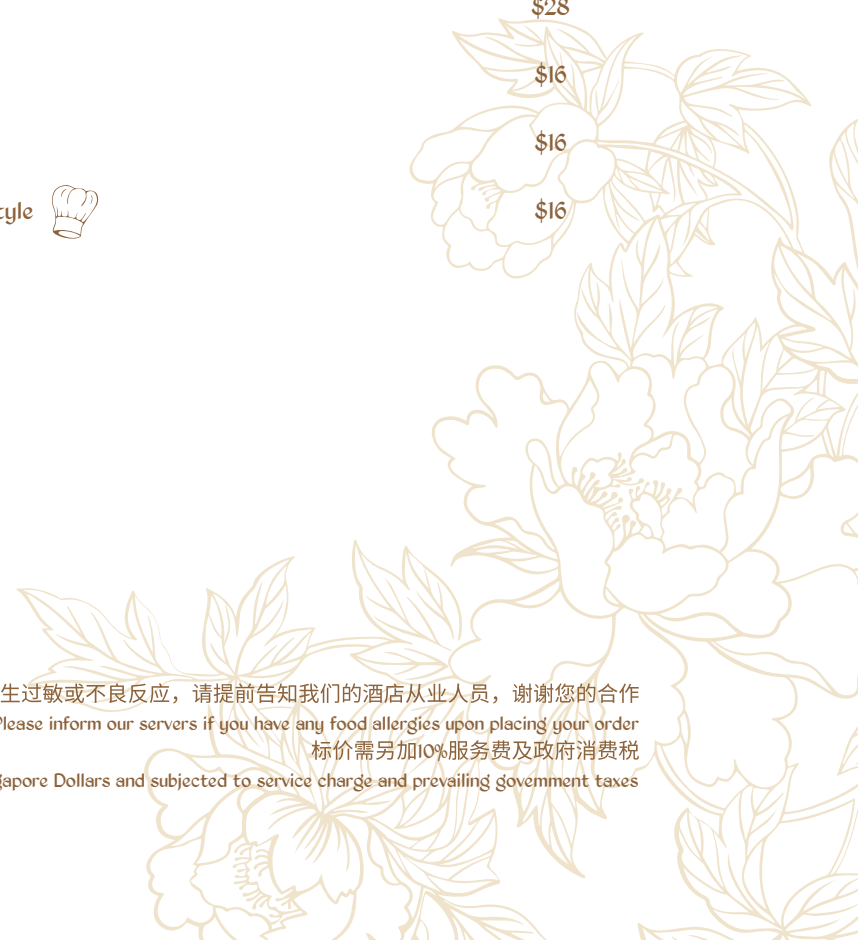 $28
$16
$16
tyle $16
生过敏或不良反应，请提前告知我们的酒店从业人员，谢谢您的合作
Please inform our servers if you have any food allergies upon placing your order
标价需另加10%服务费及政府消费税
gapore Dollars and subjected to service charge and prevailing govemment taxes